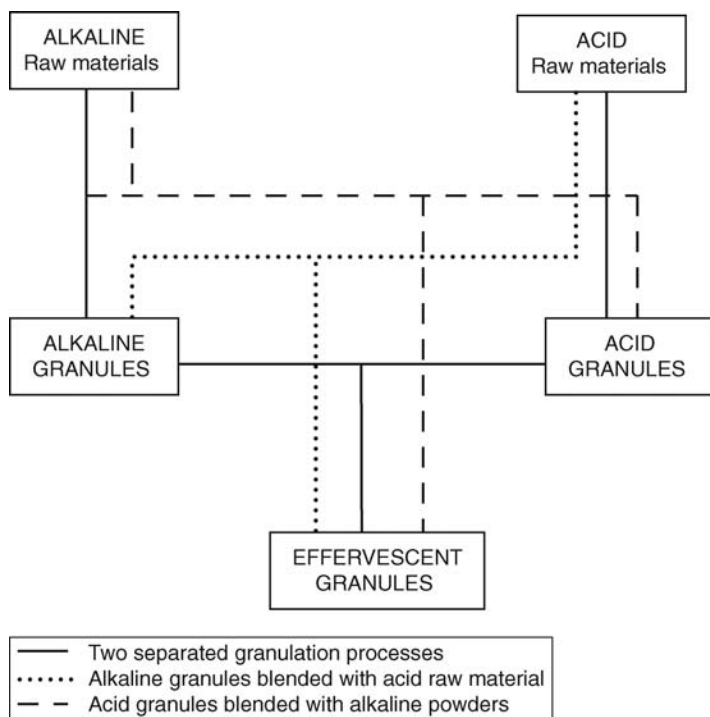 ALKALINE
Raw materials
ACID
Raw materials
ALKALINE
GRANULES
ACID
GRANULES
EFFERVESCENT
GRANULES
Two separated granulation processes
Alkaline granules blended with acid raw material
Acid granules blended with alkaline powders